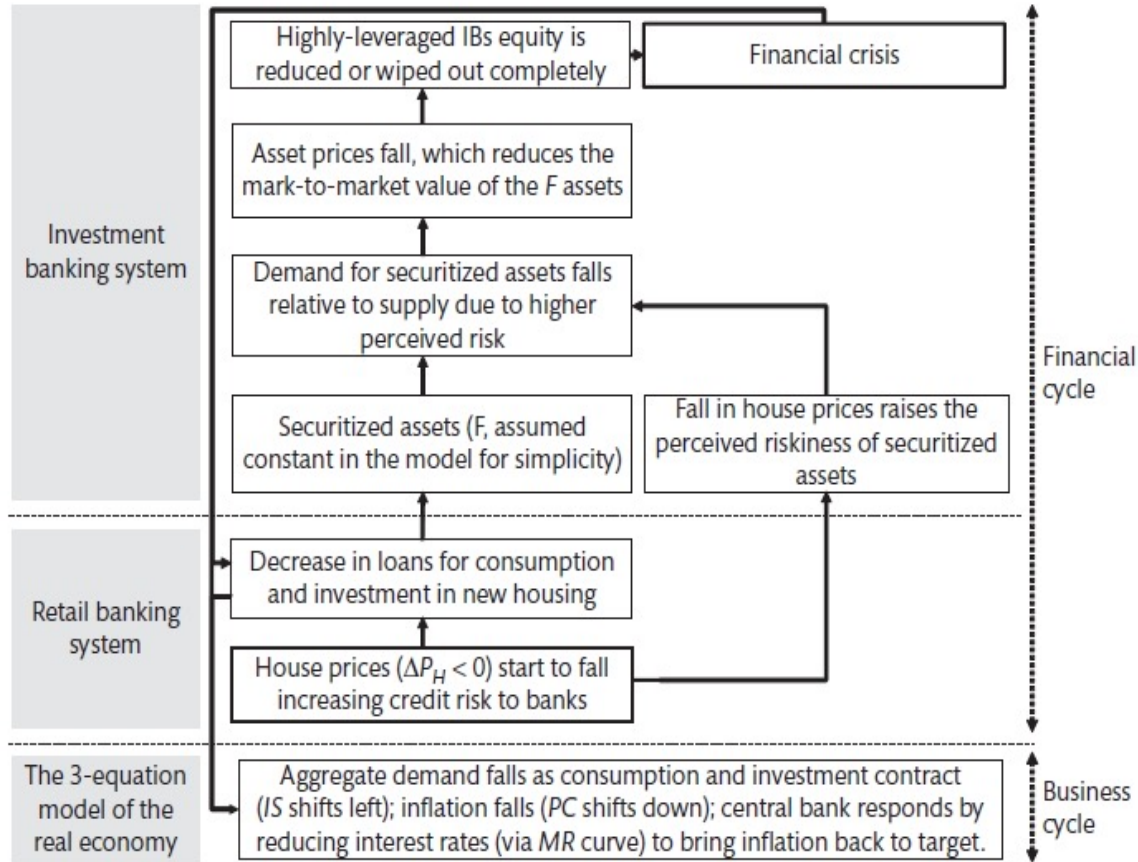 Highly-leveraged IBs equity is
reduced or wiped out completely
Financial crisis
Asset prices fall, which reduces the
mark-to-market value of the F assets
Investment
banking system
Demand for securitized assets falls
relative to supply due to higher
perceived risk
Securitized assets (F, assumed
constant in the model for simplicity)
Fall in house prices raises the
perceived riskiness of securitized
assets
Financial
cycle
Retail banking
system
Decrease in loans for consumption
and investment in new housing
House prices (ΔP_H < 0) start to fall
increasing credit risk to banks
The 3-equation
model of the
real economy
Aggregate demand falls as consumption and investment contract
(IS shifts left); inflation falls (PC shifts down); central bank responds by
reducing interest rates (via MR curve) to bring inflation back to target.
Business
cycle